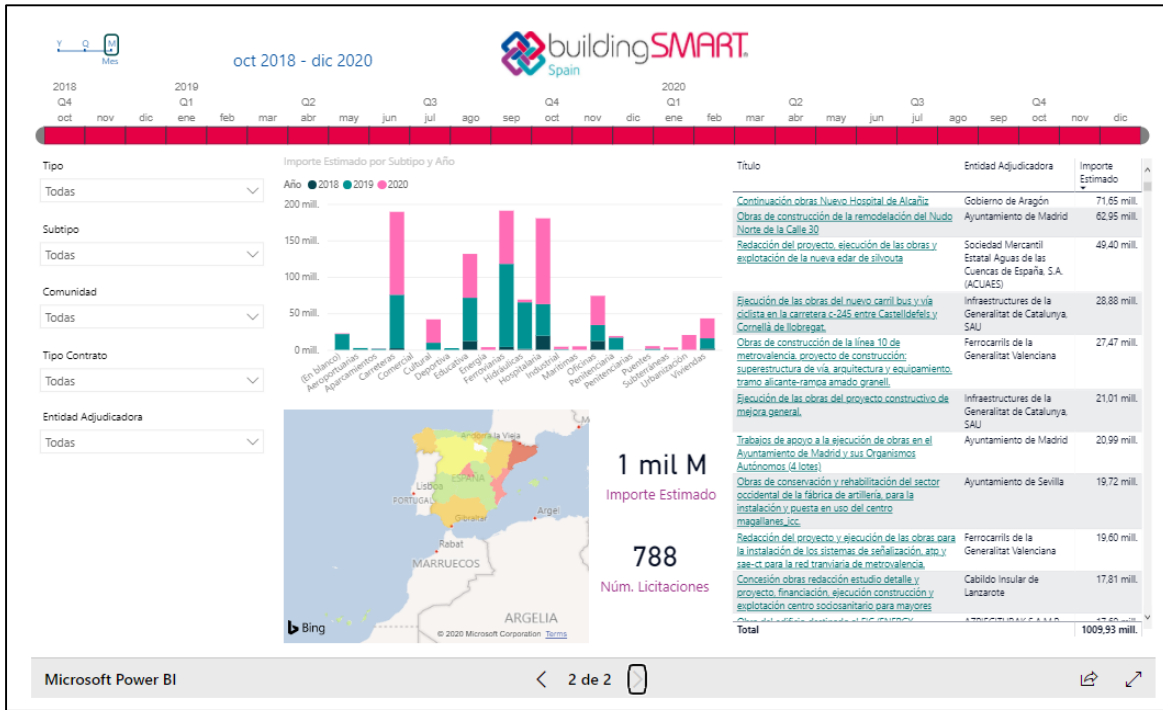 Y Q M
Mes
oct 2018 - dic 2020
buildingSMART®
Spain
2018 2019 2020
Q4 Q1 Q2 Q3 Q4 Q1 Q2 Q3 Q4
oct nov dic ene feb mar abr may jun jul ago sep oct nov dic ene feb mar abr may jun jul ago sep oct nov dic
Tipo
Todas
Subtipo
Todas
Comunidad
Todas
Tipo Contrato
Todas
Entidad Adjudicadora
Todas
Importe Estimado por Subtipo y Año
Año 2018 2019 2020
200 mill.
150 mill.
100 mill.
50 mill.
0 mill.
(En blanco)
Aeroportuarias
Aparcamientos
Carreteras
Comercial
Cultural
Deportiva
Educativa
Energía
Ferroviarias
Hidráulicas
Hospitalaria
Industrial
Marítimas
Oficinas
Penitenciaria
Penitenciarias
Puentes
Subterráneas
Urbanización
Viviendas
Andorra la Vieja
ESPAÑA
Lisboa
PORTUGAL
Gibraltar
Argel
Rabat
MARRUECOS
ARGELIA
Bing
© 2020 Microsoft Corporation Terms
1 mil M
Importe Estimado
788
Núm. Licitaciones
Título Entidad Adjudicadora Importe
Estimado
Continuación obras Nuevo Hospital de Alcañiz Gobierno de Aragón 71,65 mill.
Obras de construcción de la remodelación del Nudo Ayuntamiento de Madrid 62,95 mill.
Norte de la Calle 30
Redacción del proyecto, ejecución de las obras y Sociedad Mercantil 49,40 mill.
explotación de la nueva edar de silvouta Estatal Aguas de las
Cuencas de España, S.A.
(ACUAES)
Ejecución de las obras del nuevo carril bus y vía Infraestructures de la 28,88 mill.
ciclista en la carretera c-245 entre Castelldefels y Generalitat de Catalunya,
Cornellà de llobregat. SAU
Obras de construcción de la línea 10 de Ferrocarrils de la 27,47 mill.
metrovalencia. proyecto de construcción: Generalitat Valenciana
superestructura de vía, arquitectura y equipamiento.
tramo alicante-rampa amado granell.
Ejecución de las obras del proyecto constructivo de Infraestructures de la 21,01 mill.
mejora general. Generalitat de Catalunya,
SAU
Trabajos de apoyo a la ejecución de obras en el Ayuntamiento de Madrid 20,99 mill.
Ayuntamiento de Madrid y sus Organismos
Autónomos (4 lotes)
Obras de conservación y rehabilitación del sector Ayuntamiento de Sevilla 19,72 mill.
occidental de la fábrica de artillería, para la
instalación y puesta en uso del centro
magallanes_icc.
Redacción del proyecto y ejecución de las obras para Ferrocarrils de la 19,60 mill.
la instalación de los sistemas de señalización, atp y Generalitat Valenciana
sae-ct para la red tranviaria de metrovalencia.
Concesión obras redacción estudio detalle y Cabildo Insular de 17,81 mill.
proyecto, financiación, ejecución construcción y Lanzarote
explotación centro sociosanitario para mayores
Total 1009,93 mill.
Microsoft Power BI 2 de 2